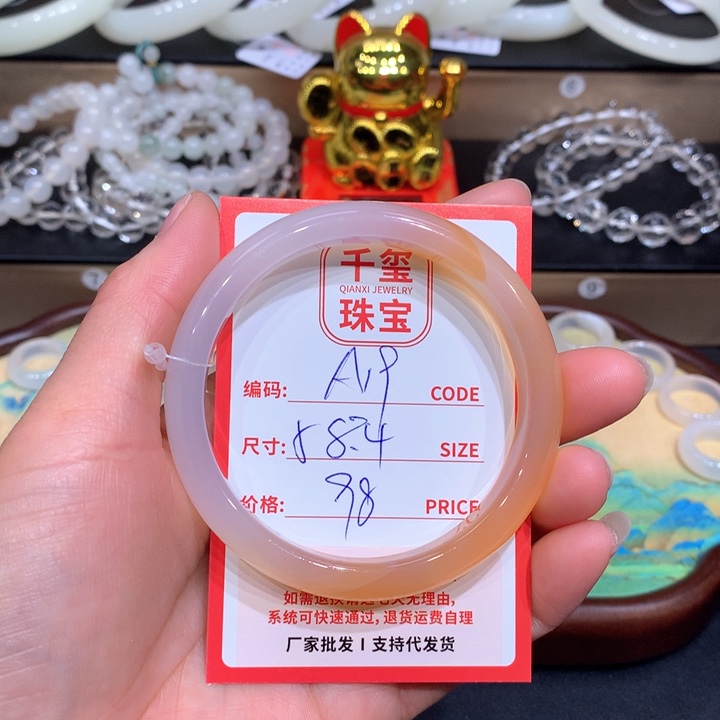 千玺
QIANXI JEWELRY
珠宝
编码: A19 CODE
尺寸: 58.4 SIZE
价格: 98 PRICE
系统可快速通过, 退货运费自理
厂家批发 I 支持代发货